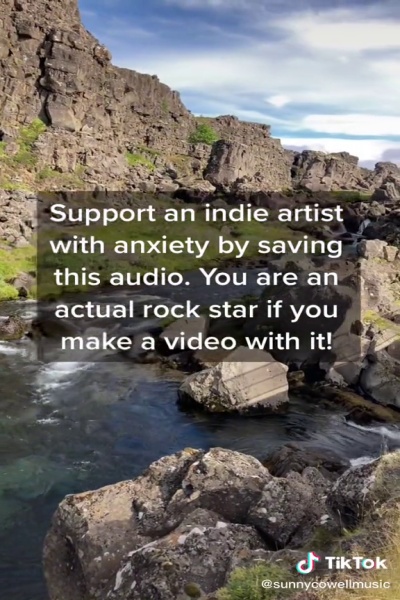 Support an indie artist
with anxiety by saving
this audio. You are an
actual rock star if you
make a video with it!
TikTok
@sunnycowellmusic